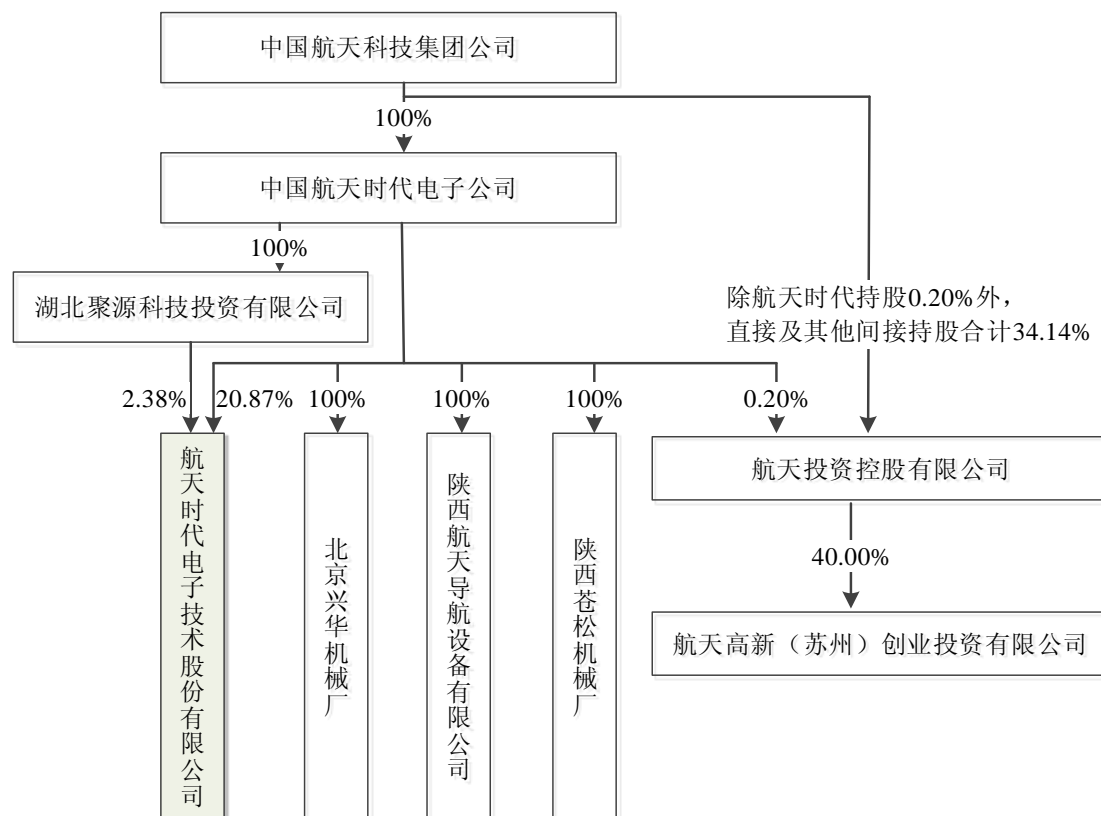 中国航天科技集团公司
100%
中国航天时代电子公司
100%
湖北聚源科技投资有限公司
除航天时代持股0.20%外，
直接及其他间接持股合计34.14%
2.38%
20.87%
100%
100%
100%
0.20%
航天时代电子技术股份有限公司
北京兴华机械厂
陕西航天导航设备有限公司
陕西苍松机械厂
航天投资控股有限公司
40.00%
航天高新（苏州）创业投资有限公司